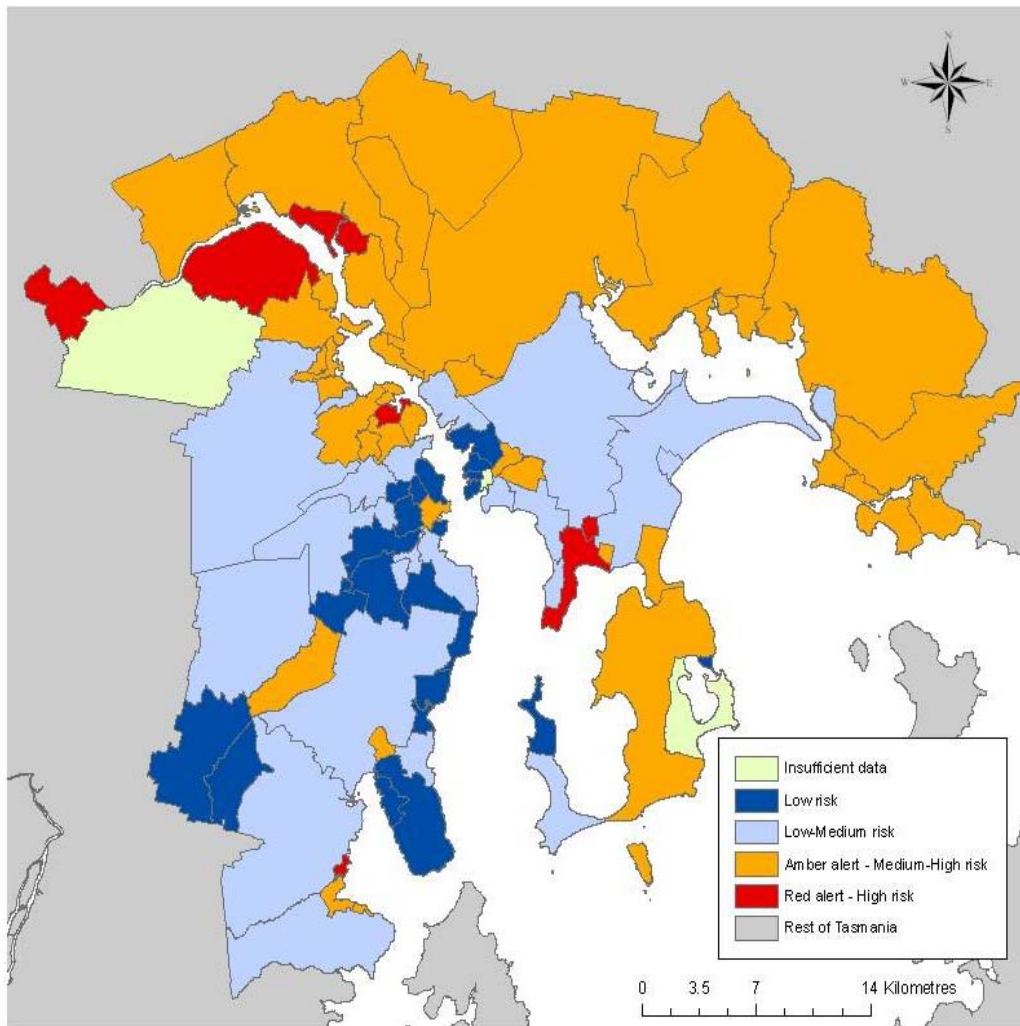 N
W E
S
Insufficient data
Low risk
Low-Medium risk
Amber alert - Medium-High risk
Red alert - High risk
Rest of Tasmania
0 3.5 7 14 Kilometres